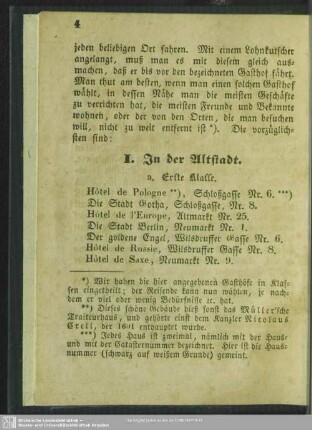 4
jeden beliebigen Ort fahren. Mit einem Lohnkutscher
angelangt, muß man es mit diesem gleich aus-
machen, daß er bis vor den bezeichneten Gasthof fährt.
Man thut am besten, wenn man einen solchen Gasthof
wählt, in dessen Nähe man die meisten Geschäfte
zu verrichten hat, die meisten Freunde und Bekannte
wohnen, oder der von den Orten, die man besuchen
will, nicht zu weit entfernt ist *). Die vorzüglich-
sten sind:
I. In der Altstadt.
a. Erste Klasse.
Hôtel de Pologne **), Schloßgasse Nr. 6. ***)
Die Stadt Gotha, Schloßgasse, Nr. 8.
Hôtel de l'Europe, Altmarkt Nr. 25.
Die Stadt Berlin, Neumarkt Nr. 1.
Der goldene Engel, Wilsdruffer Gasse Nr. 6.
Hôtel de Russie, Wilsdruffer Gasse Nr. 8.
Hôtel de Saxe, Neumarkt Nr. 9.
*) Wir haben die hier angegebenen Gasthöfe in Klas-
sen eingetheilt; der Reisende kann nun wählen, je nach-
dem er viel oder wenig Bedürfnisse ec. hat.
**) Dieses schöne Gebäude hieß sonst das Müller'sche
Traiteurhaus, und gehörte einst dem Kanzler Nicolaus
Crell, der 1601 enthauptet wurde.
***) Jedes Haus ist zweimal, nämlich mit der Haus-
und mit der Catasternummer bezeichnet. Hier ist die Haus-
nummer (schwarz auf weisem Grunde) gemeint.